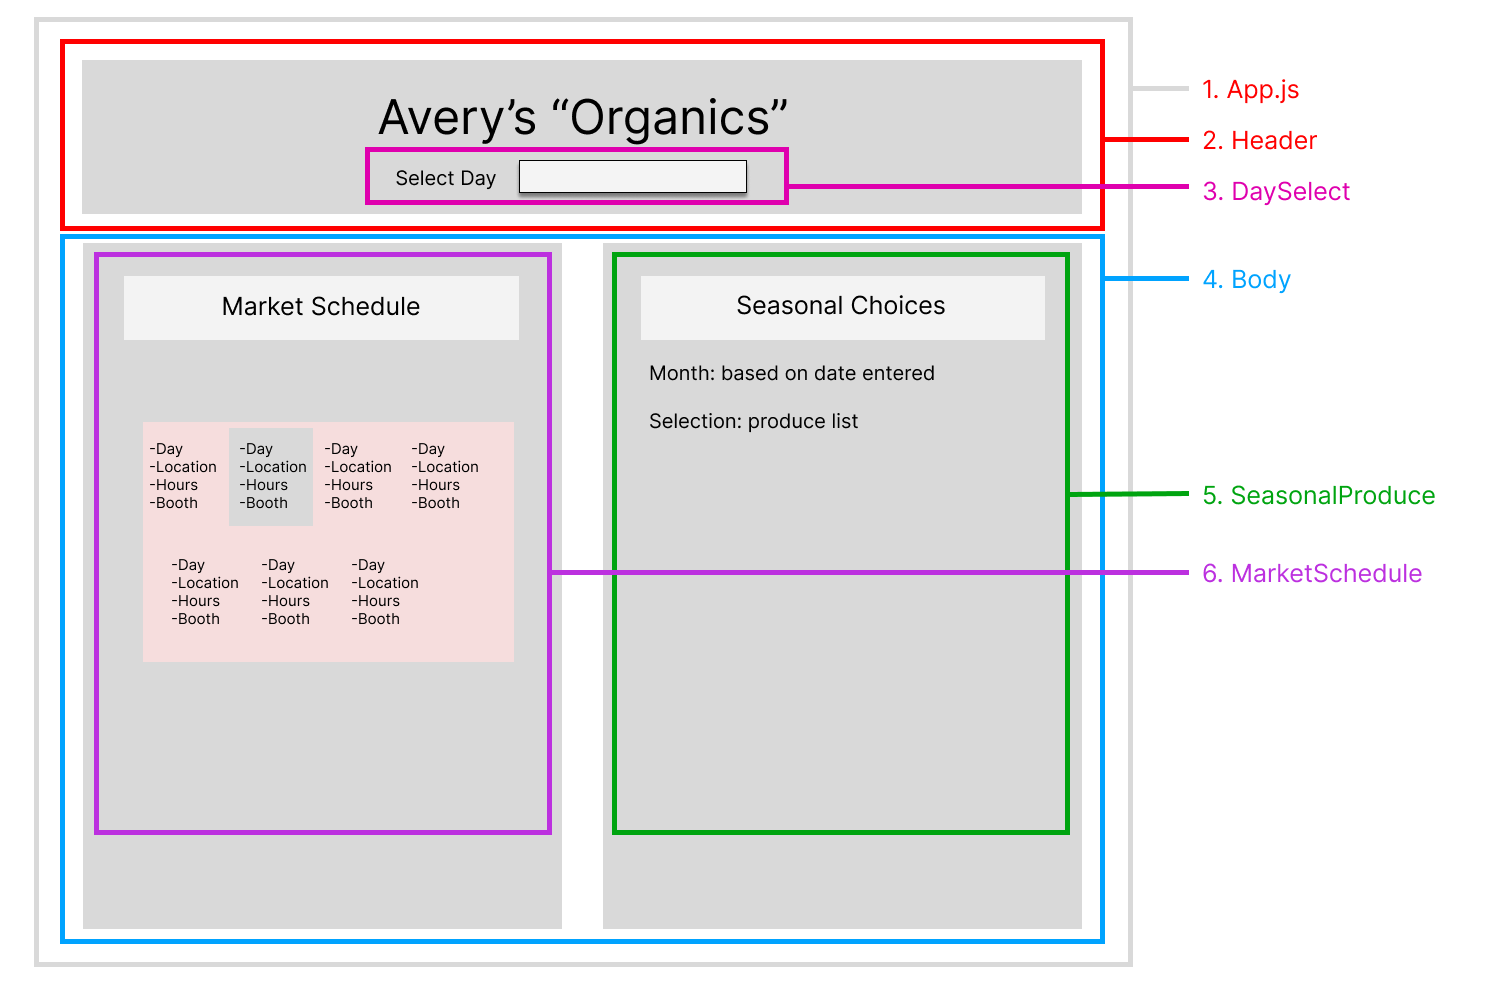 Avery’s “Organics”
Select Day
1. App.js
2. Header
3. DaySelect
4. Body
Market Schedule
-Day
-Location
-Hours
-Booth
-Day
-Location
-Hours
-Booth
-Day
-Location
-Hours
-Booth
-Day
-Location
-Hours
-Booth
-Day
-Location
-Hours
-Booth
-Day
-Location
-Hours
-Booth
-Day
-Location
-Hours
-Booth
Seasonal Choices
Month: based on date entered
Selection: produce list
5. SeasonalProduce
6. MarketSchedule